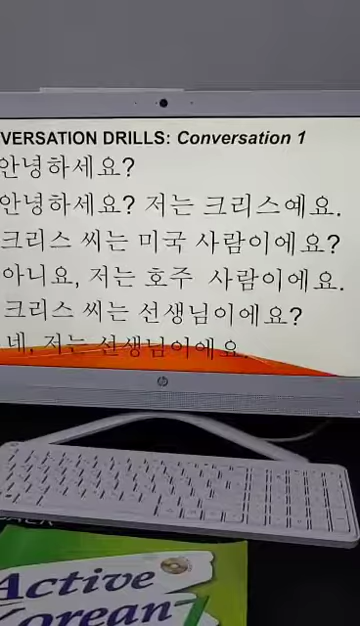 VERSATION DRILLS: Conversation 1
안녕하세요?
안녕하세요? 저는 크리스예요.
크리스 씨는 미국 사람이에요?
아니요, 저는 호주 사람이에요.
크리스 씨는 선생님이에요?
네, 저는 선생님이에요.
hp
Active
Korean 1